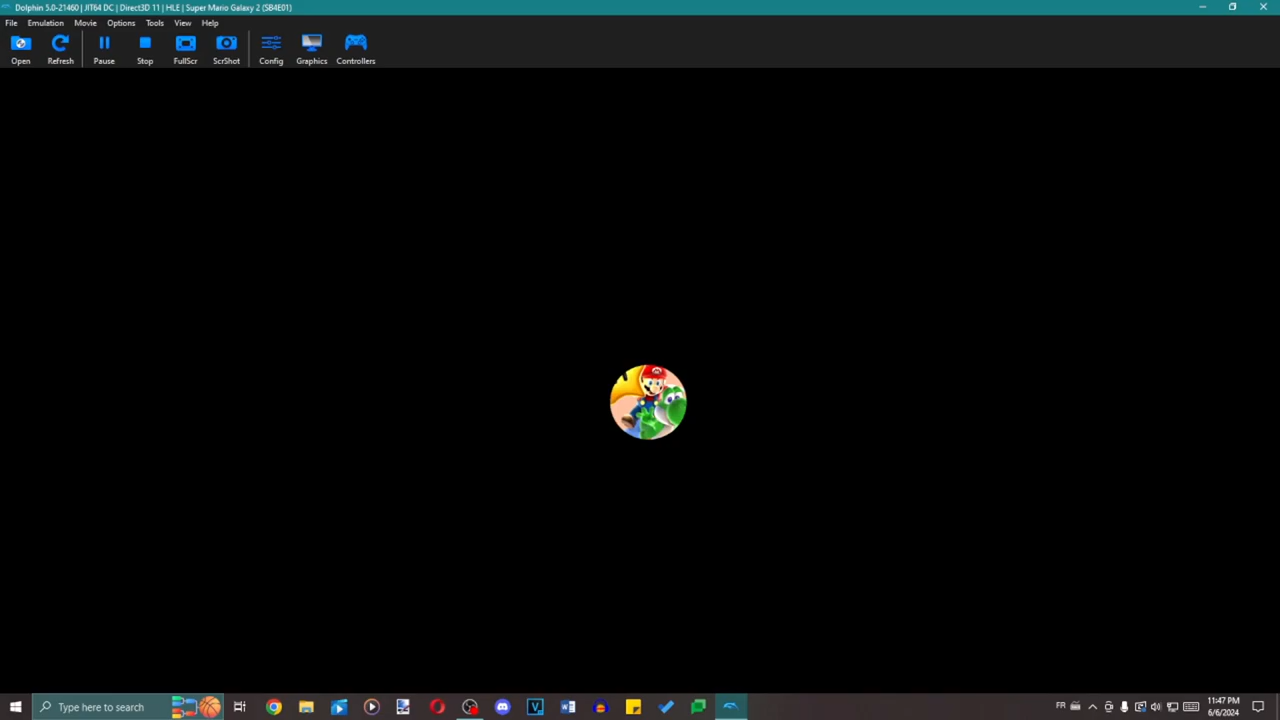 Dolphin 5.0-21460 | JIT64 DC | Direct3D 11 | HLE | Super Mario Galaxy 2 (SB4E01)
File Emulation Movie Options Tools View Help
Open Refresh Pause Stop FullScr ScrShot Config Graphics Controllers
Type here to search
FR
11:47 PM
6/6/2024